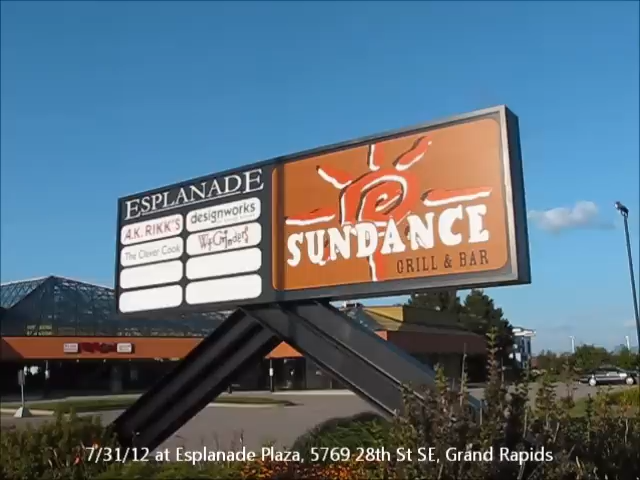 ESPLANADE
A.K. RIKK'S
designworks
The Clever Cook
SUNDANCE
GRILL & BAR
7/31/12 at Esplanade Plaza, 5769 28th St SE, Grand Rapids